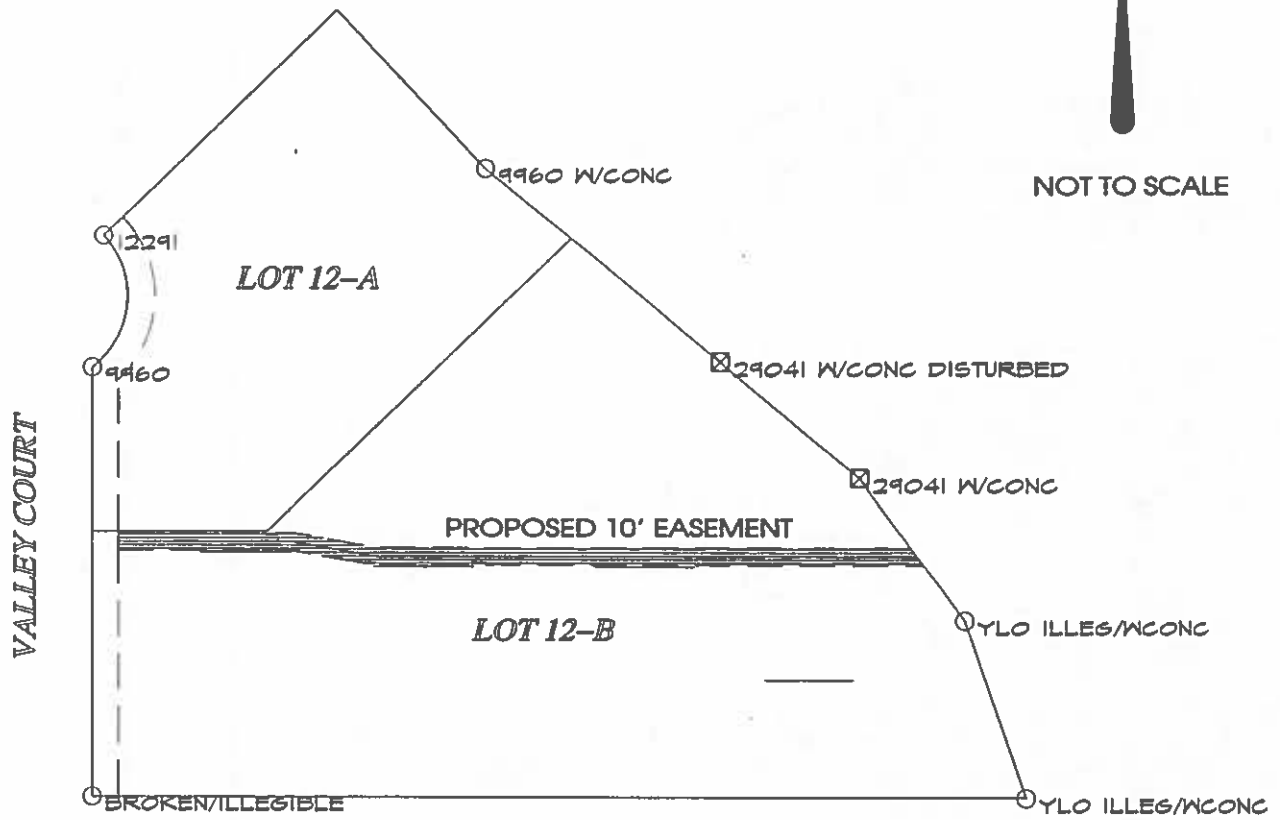 9960 W/CONC
NOT TO SCALE
12291
LOT 12-A
29041 W/CONC DISTURBED
9960
VALLEY COURT
29041 W/CONC
PROPOSED 10' EASEMENT
LOT 12-B
YLO ILLEG/WCONC
BROKEN/ILLEGIBLE
YLO ILLEG/WCONC